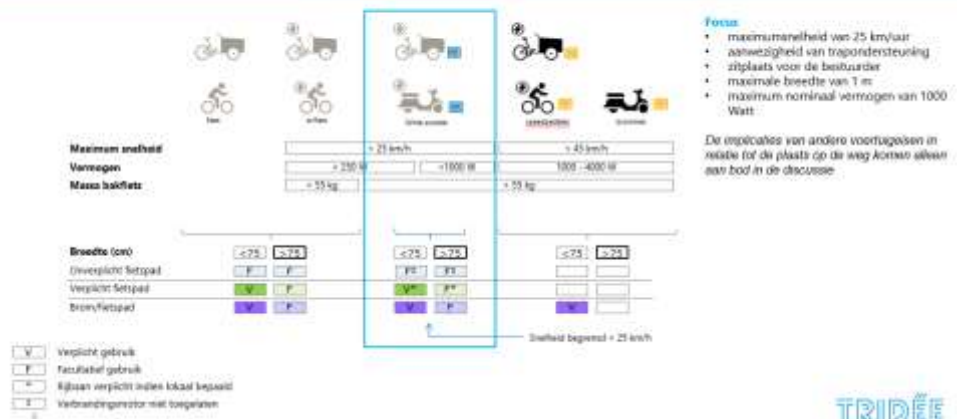 Focus
• maximumsnelheid van 25 km/uur
• aanwezigheid van trapondersteuning
• zitplaats voor de bestuurder
• maximale breedte van 1 m
• maximum nominaal vermogen van 1000 Watt
De implicaties van andere voertuigeisen in
relatie tot de plaats op de weg komen alleen
aan bod in de discussie
Maximum snelheid < 25 km/h < 45 km/h
Vermogen < 250 W <1000 W 1000 - 4000 W
Massa bakfiets < 55 kg > 55 kg
Breedte (cm) <75 >75 <75 >75 <75 >75
Onverplicht fietspad F F F‡ F‡
Verplicht fietspad V F V* F*
Brom/fietspad V F V F V
Snelheid begrensd < 25 km/h
V Verplicht gebruik
F Facultatief gebruik
* Rijbaan verplicht indien lokaal bepaald
‡ Verbrandingsmotor niet toegelaten
TRIDÉE